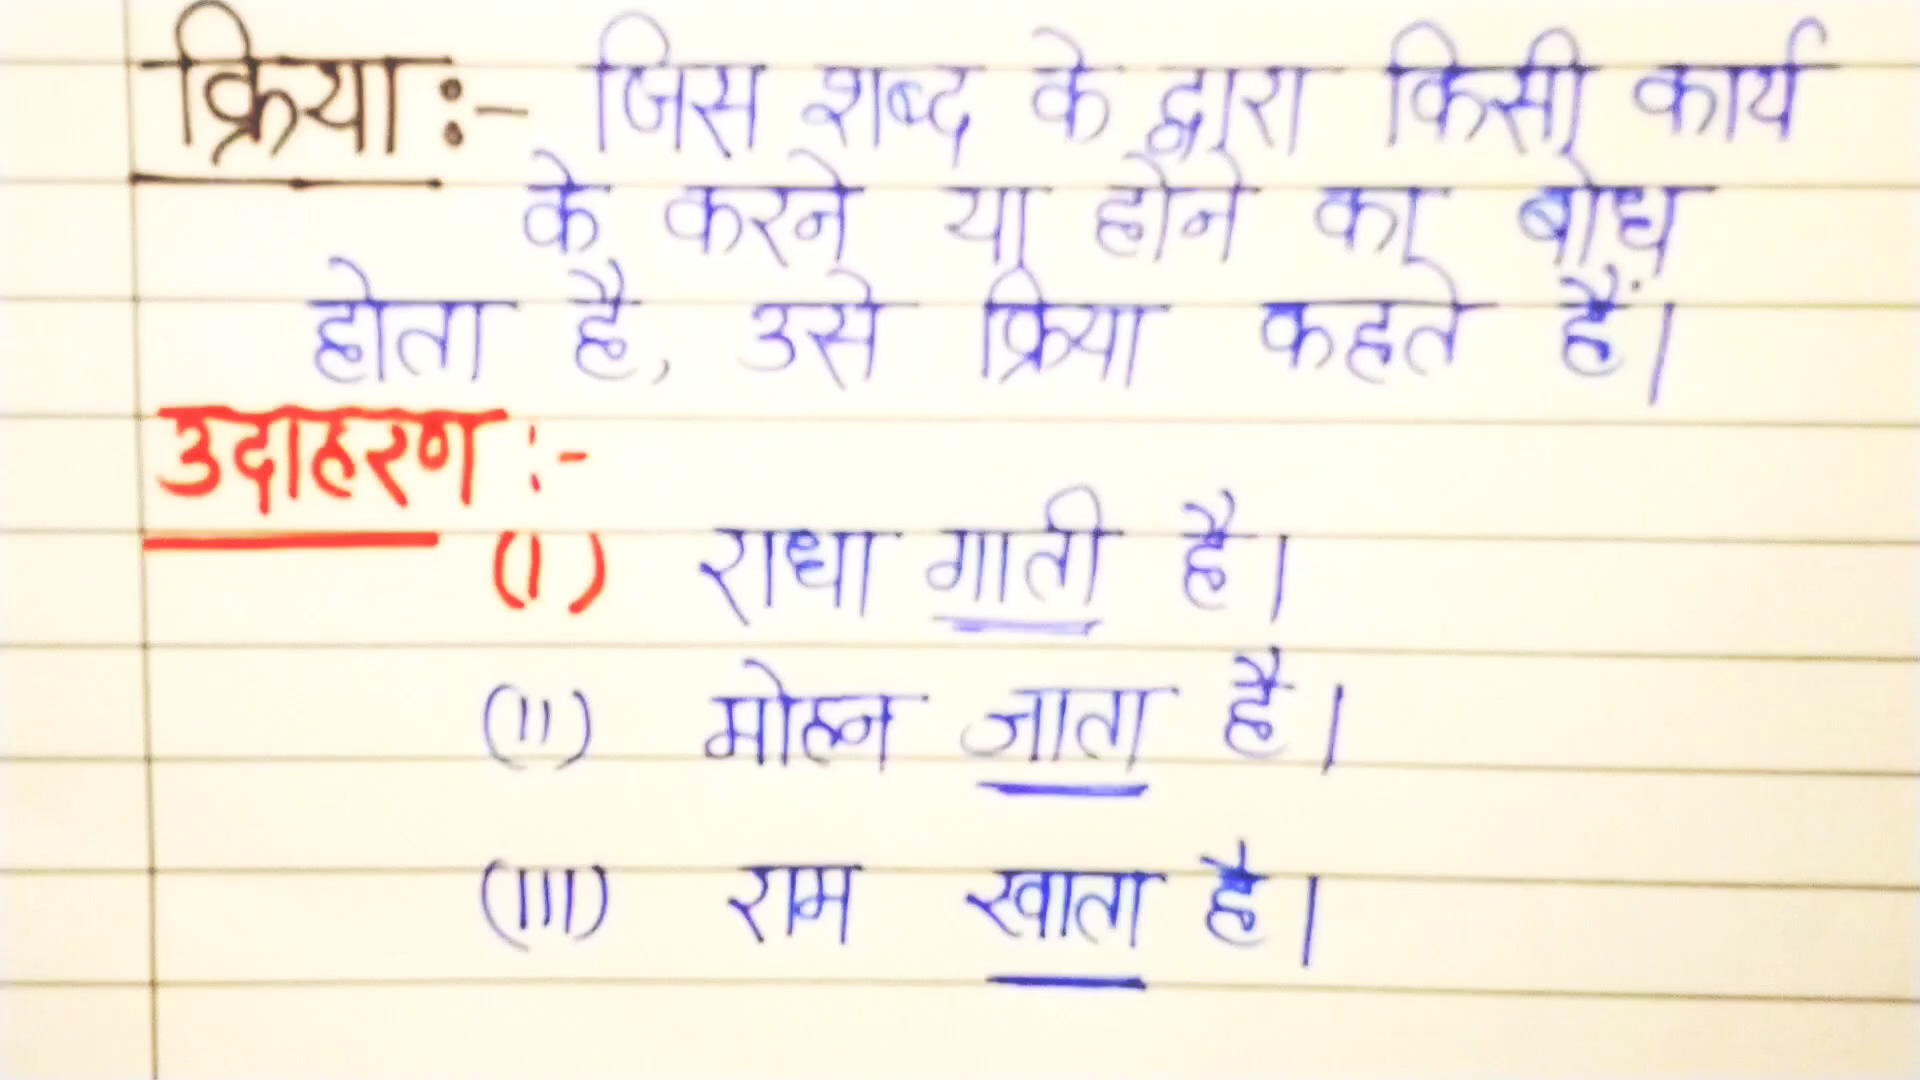 क्रिया :- जिस शब्द के द्वारा किसी कार्य
के करने या होने का बोध
होता है, उसे क्रिया कहते हैं।
उदाहरण :-
(I) राधा गाती है।
(II) मोहन जाता है।
(III) राम खाता है।